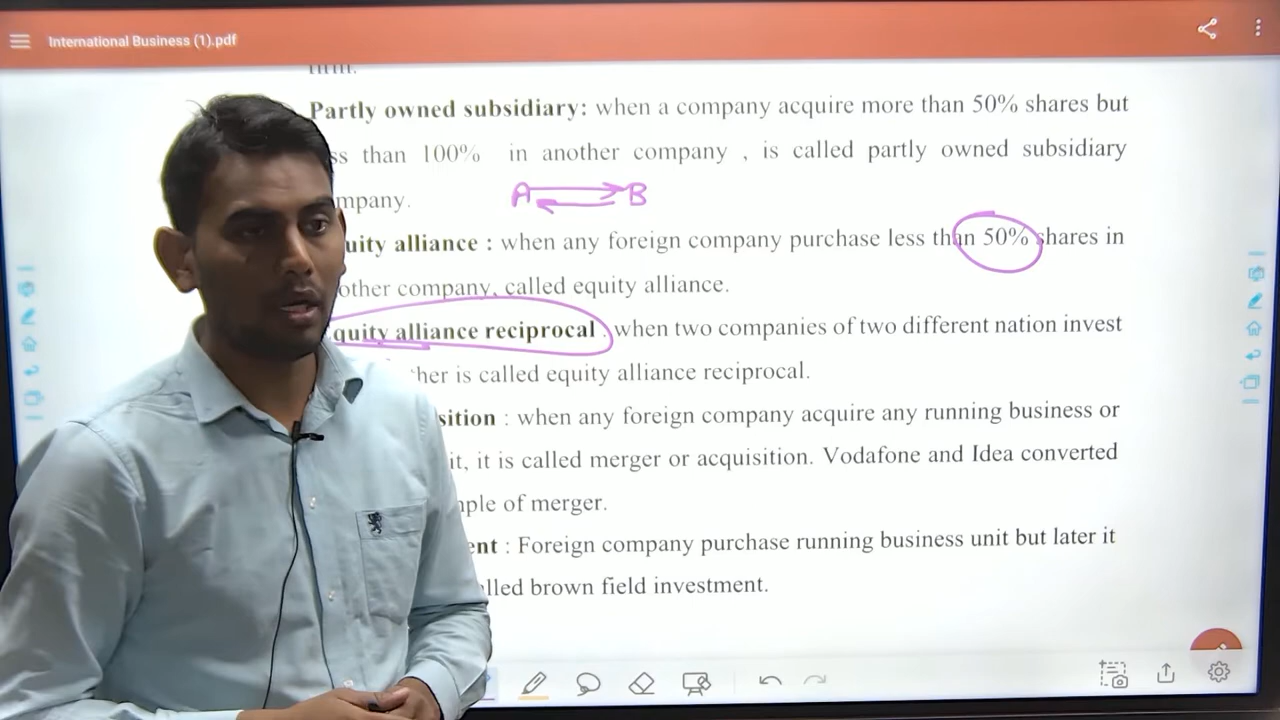 International Business (1).pdf
Partly owned subsidiary: when a company acquire more than 50% shares but
than 100% in another company , is called partly owned subsidiary
mpany.
A B
uity alliance : when any foreign company purchase less than 50% shares in
other company, called equity alliance.
quity alliance reciprocal : when two companies of two different nation invest
her is called equity alliance reciprocal.
sition : when any foreign company acquire any running business or
it, it is called merger or acquisition. Vodafone and Idea converted
mple of merger.
ent : Foreign company purchase running business unit but later it
lled brown field investment.